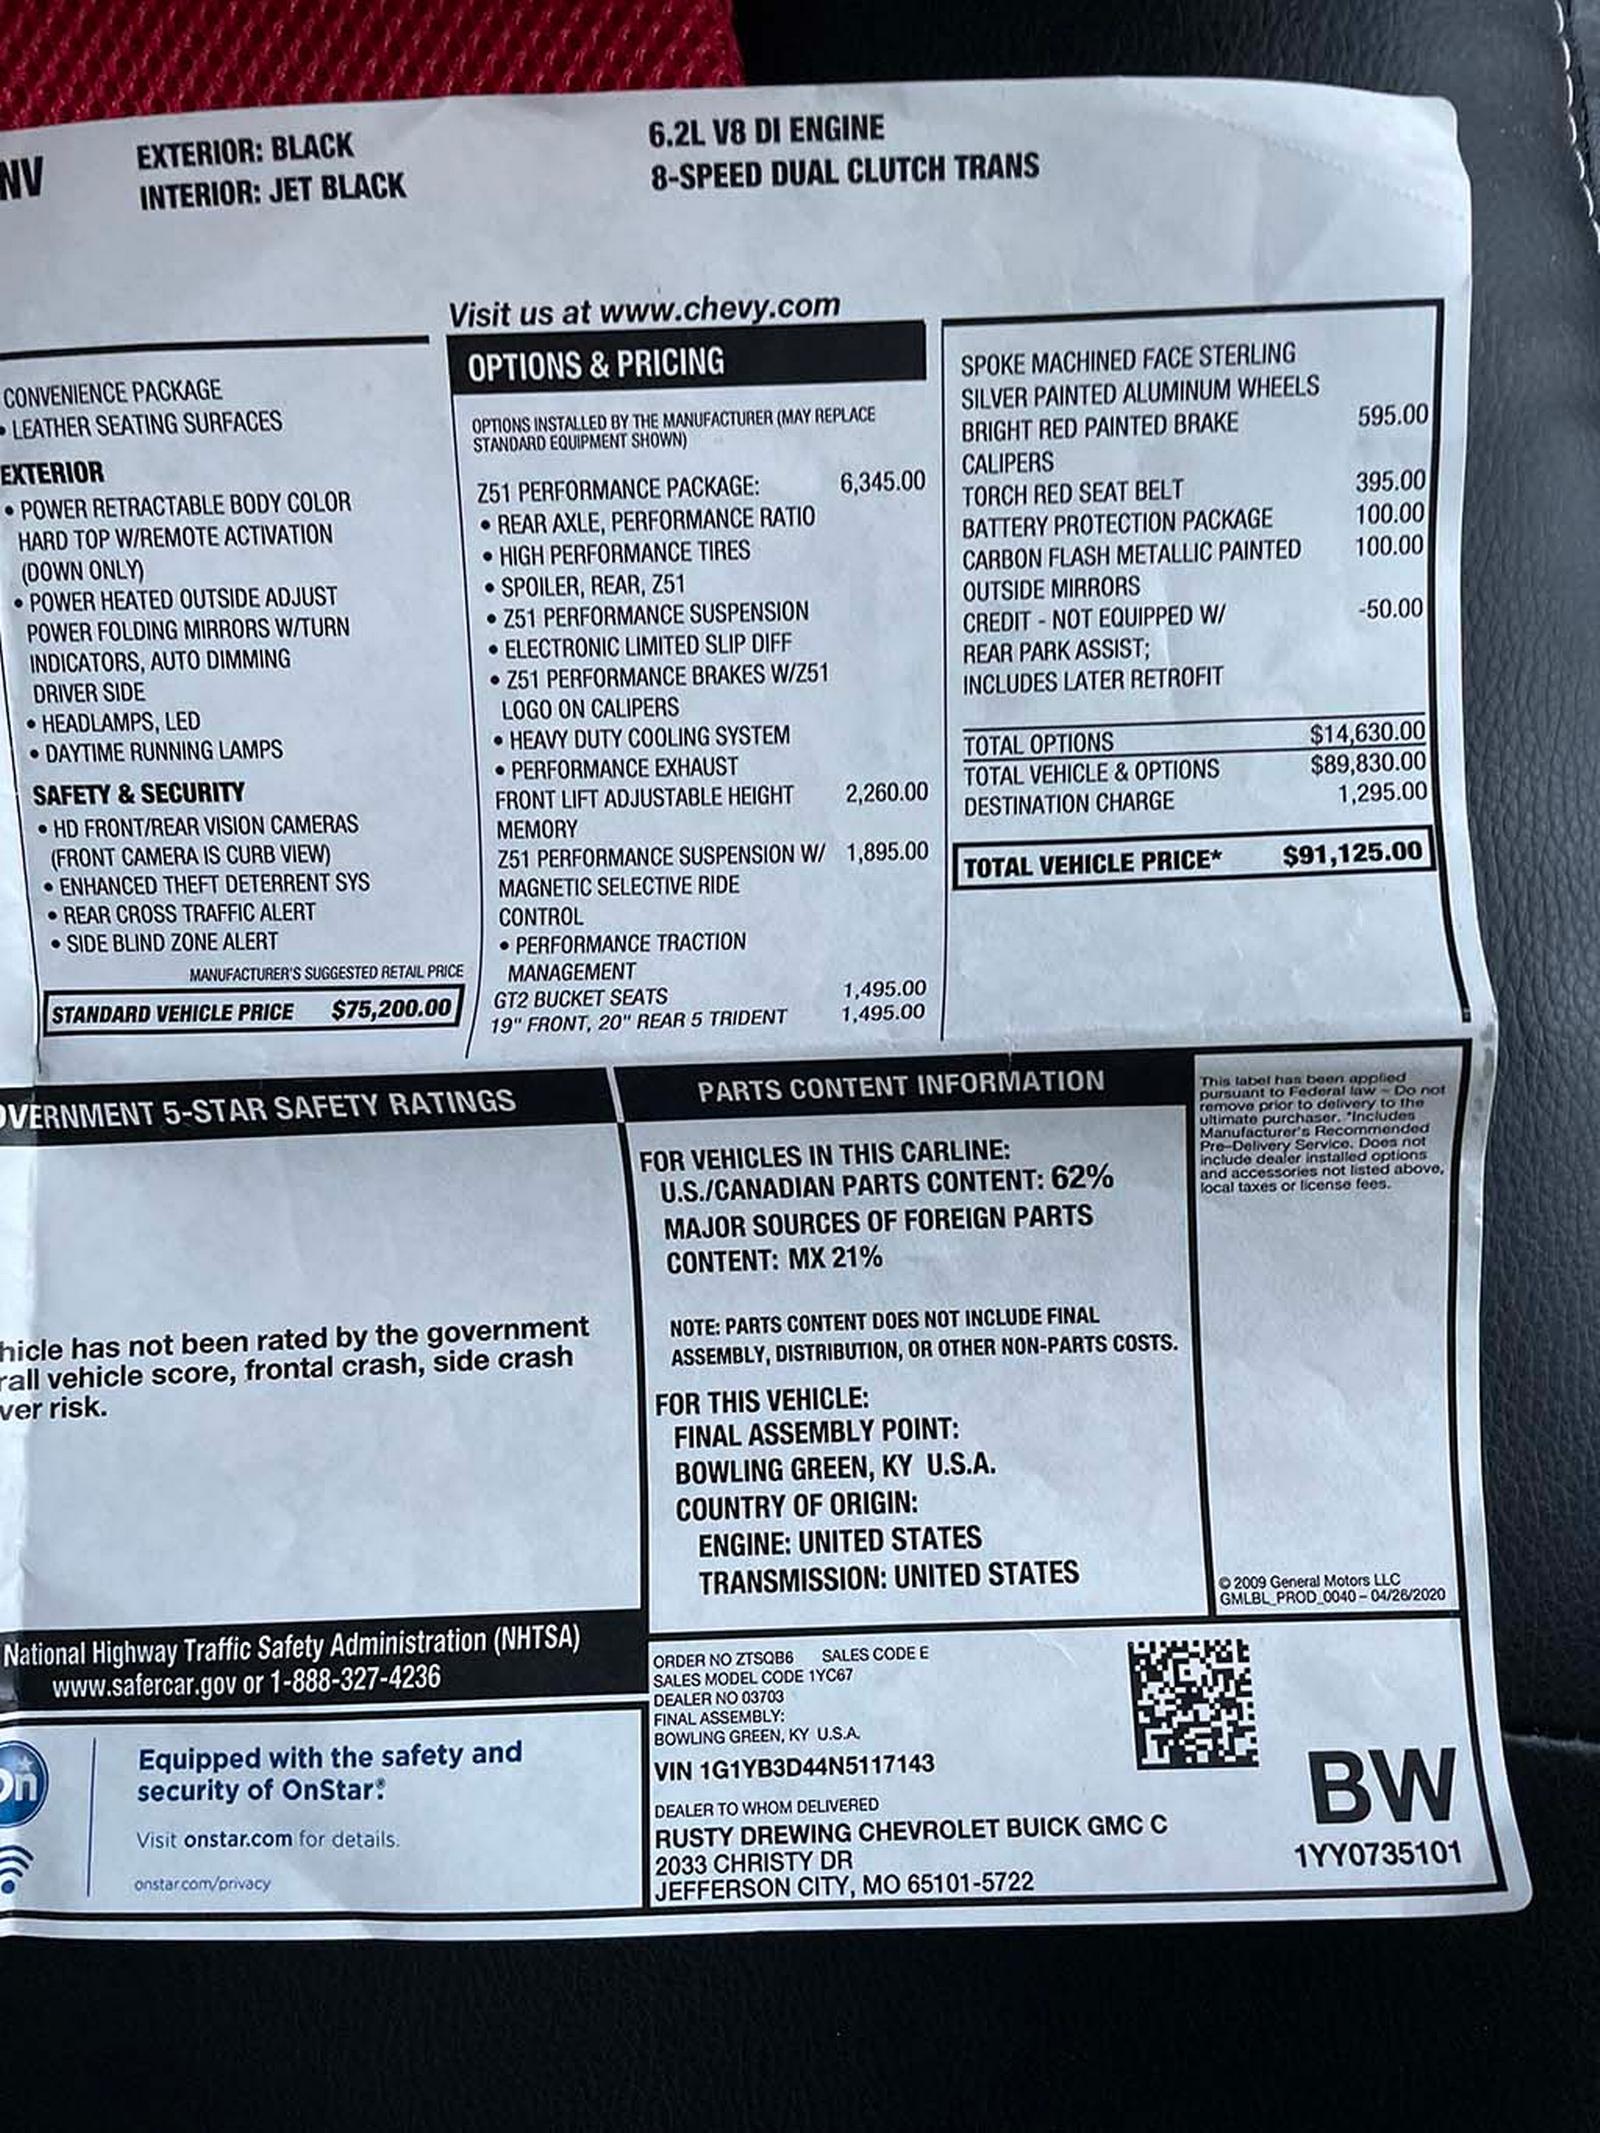 NV
EXTERIOR: BLACK
INTERIOR: JET BLACK
6.2L V8 DI ENGINE
8-SPEED DUAL CLUTCH TRANS
Visit us at www.chevy.com
CONVENIENCE PACKAGE
• LEATHER SEATING SURFACES
EXTERIOR
• POWER RETRACTABLE BODY COLOR
HARD TOP W/REMOTE ACTIVATION
(DOWN ONLY)
• POWER HEATED OUTSIDE ADJUST
POWER FOLDING MIRRORS W/TURN
INDICATORS, AUTO DIMMING
DRIVER SIDE
• HEADLAMPS, LED
• DAYTIME RUNNING LAMPS
SAFETY & SECURITY
• HD FRONT/REAR VISION CAMERAS
(FRONT CAMERA IS CURB VIEW)
• ENHANCED THEFT DETERRENT SYS
• REAR CROSS TRAFFIC ALERT
• SIDE BLIND ZONE ALERT
MANUFACTURER'S SUGGESTED RETAIL PRICE
STANDARD VEHICLE PRICE $75,200.00
OPTIONS & PRICING
OPTIONS INSTALLED BY THE MANUFACTURER (MAY REPLACE
STANDARD EQUIPMENT SHOWN)
Z51 PERFORMANCE PACKAGE: 6,345.00
• REAR AXLE, PERFORMANCE RATIO
• HIGH PERFORMANCE TIRES
• SPOILER, REAR, Z51
• Z51 PERFORMANCE SUSPENSION
• ELECTRONIC LIMITED SLIP DIFF
• Z51 PERFORMANCE BRAKES W/Z51
LOGO ON CALIPERS
• HEAVY DUTY COOLING SYSTEM
• PERFORMANCE EXHAUST
FRONT LIFT ADJUSTABLE HEIGHT 2,260.00
MEMORY
Z51 PERFORMANCE SUSPENSION W/ 1,895.00
MAGNETIC SELECTIVE RIDE
CONTROL
• PERFORMANCE TRACTION
MANAGEMENT
GT2 BUCKET SEATS 1,495.00
19" FRONT, 20" REAR 5 TRIDENT 1,495.00
SPOKE MACHINED FACE STERLING
SILVER PAINTED ALUMINUM WHEELS
BRIGHT RED PAINTED BRAKE 595.00
CALIPERS
TORCH RED SEAT BELT 395.00
BATTERY PROTECTION PACKAGE 100.00
CARBON FLASH METALLIC PAINTED 100.00
OUTSIDE MIRRORS
CREDIT - NOT EQUIPPED W/ -50.00
REAR PARK ASSIST;
INCLUDES LATER RETROFIT
TOTAL OPTIONS $14,630.00
TOTAL VEHICLE & OPTIONS $89,830.00
DESTINATION CHARGE 1,295.00
TOTAL VEHICLE PRICE* $91,125.00
OVERNMENT 5-STAR SAFETY RATINGS
hicle has not been rated by the government
rall vehicle score, frontal crash, side crash
ver risk.
National Highway Traffic Safety Administration (NHTSA)
www.safercar.gov or 1-888-327-4236
On
Equipped with the safety and
security of OnStar®.
Visit onstar.com for details.
onstar.com/privacy
PARTS CONTENT INFORMATION
FOR VEHICLES IN THIS CARLINE:
U.S./CANADIAN PARTS CONTENT: 62%
MAJOR SOURCES OF FOREIGN PARTS
CONTENT: MX 21%
NOTE: PARTS CONTENT DOES NOT INCLUDE FINAL
ASSEMBLY, DISTRIBUTION, OR OTHER NON-PARTS COSTS.
FOR THIS VEHICLE:
FINAL ASSEMBLY POINT:
BOWLING GREEN, KY U.S.A.
COUNTRY OF ORIGIN:
ENGINE: UNITED STATES
TRANSMISSION: UNITED STATES
This label has been applied
pursuant to Federal law - Do not
remove prior to delivery to the
ultimate purchaser. *Includes
Manufacturer's Recommended
Pre-Delivery Service. Does not
include dealer installed options
and accessories not listed above,
local taxes or license fees.
© 2009 General Motors LLC
GMLBL_PROD_0040 - 04/26/2020
ORDER NO ZTSQB6 SALES CODE E
SALES MODEL CODE 1YC67
DEALER NO 03703
FINAL ASSEMBLY:
BOWLING GREEN, KY U.S.A.
VIN 1G1YB3D44N5117143
DEALER TO WHOM DELIVERED
RUSTY DREWING CHEVROLET BUICK GMC C
2033 CHRISTY DR
JEFFERSON CITY, MO 65101-5722
BW
1YY0735101